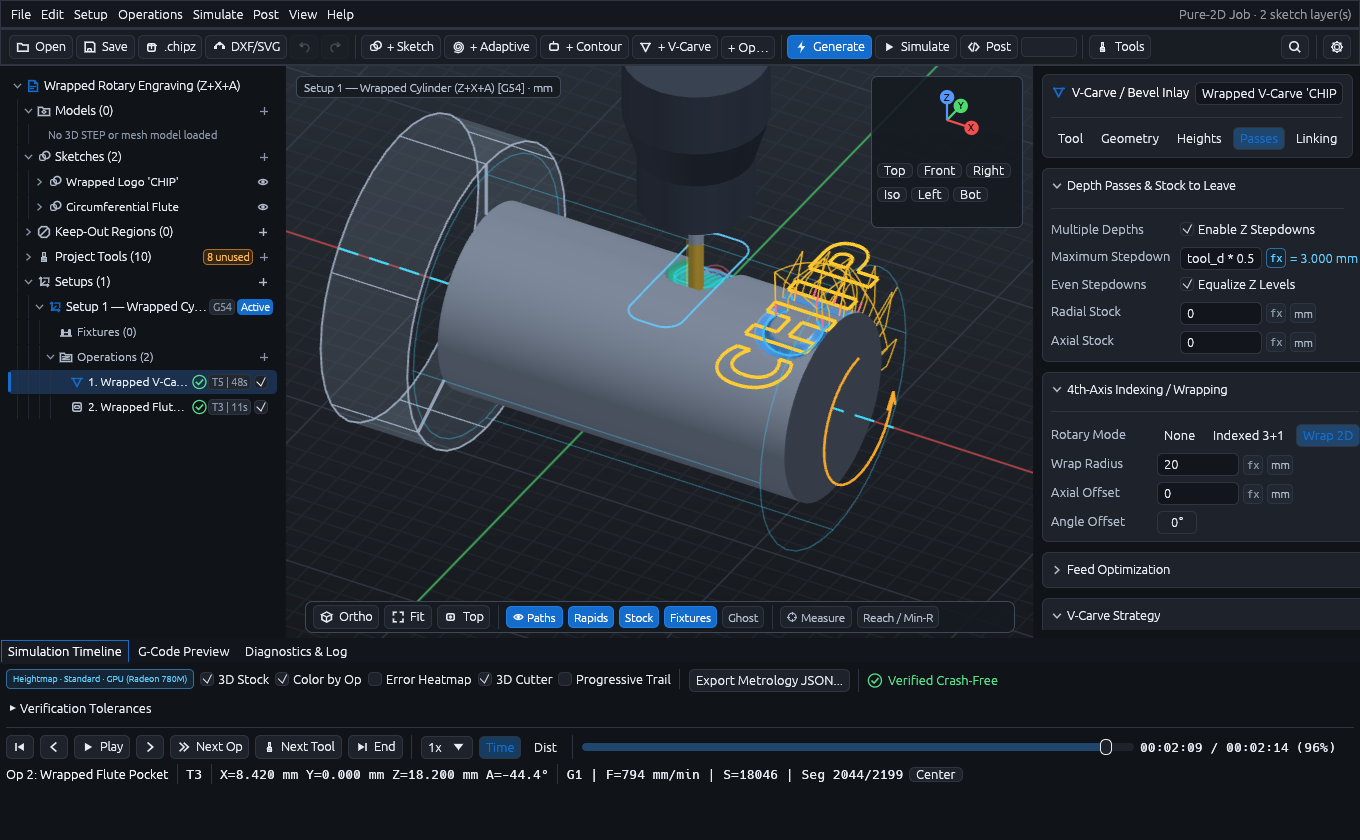 File Edit Setup Operations Simulate Post View Help
Pure-2D Job · 2 sketch layer(s)
Open Save .chipz DXF/SVG + Sketch + Adaptive + Contour + V-Carve + Op… Generate Simulate Post Tools
Wrapped Rotary Engraving (Z+X+A)
Models (0) +
No 3D STEP or mesh model loaded
Sketches (2) +
Wrapped Logo 'CHIP'
Circumferential Flute
Keep-Out Regions (0) +
Project Tools (10) 8 unused +
Setups (1) +
Setup 1 — Wrapped Cy… G54 Active
Fixtures (0)
Operations (2) +
1. Wrapped V-Ca… T5 | 48s
2. Wrapped Flut… T3 | 11s
Setup 1 — Wrapped Cylinder (Z+X+A) [G54] · mm
Z
Y
X
Top Front Right
Iso Left Bot
CHIP
Ortho Fit Top Paths Rapids Stock Fixtures Ghost Measure Reach / Min-R
V-Carve / Bevel Inlay Wrapped V-Carve 'CHIP
Tool Geometry Heights Passes Linking
Depth Passes & Stock to Leave
Multiple Depths Enable Z Stepdowns
Maximum Stepdown tool_d * 0.5 fx = 3.000 mm
Even Stepdowns Equalize Z Levels
Radial Stock 0 fx mm
Axial Stock 0 fx mm
4th-Axis Indexing / Wrapping
Rotary Mode None Indexed 3+1 Wrap 2D
Wrap Radius 20 fx mm
Axial Offset 0 fx mm
Angle Offset 0°
Feed Optimization
V-Carve Strategy
Simulation Timeline G-Code Preview Diagnostics & Log
Heightmap · Standard · GPU (Radeon 780M) 3D Stock Color by Op Error Heatmap 3D Cutter Progressive Trail Export Metrology JSON... Verified Crash-Free
Verification Tolerances
Play Next Op Next Tool End 1x Time Dist 00:02:09 / 00:02:14 (96%)
Op 2: Wrapped Flute Pocket T3 X=8.420 mm Y=0.000 mm Z=18.200 mm A=-44.4° G1 | F=794 mm/min | S=18046 | Seg 2044/2199 Center